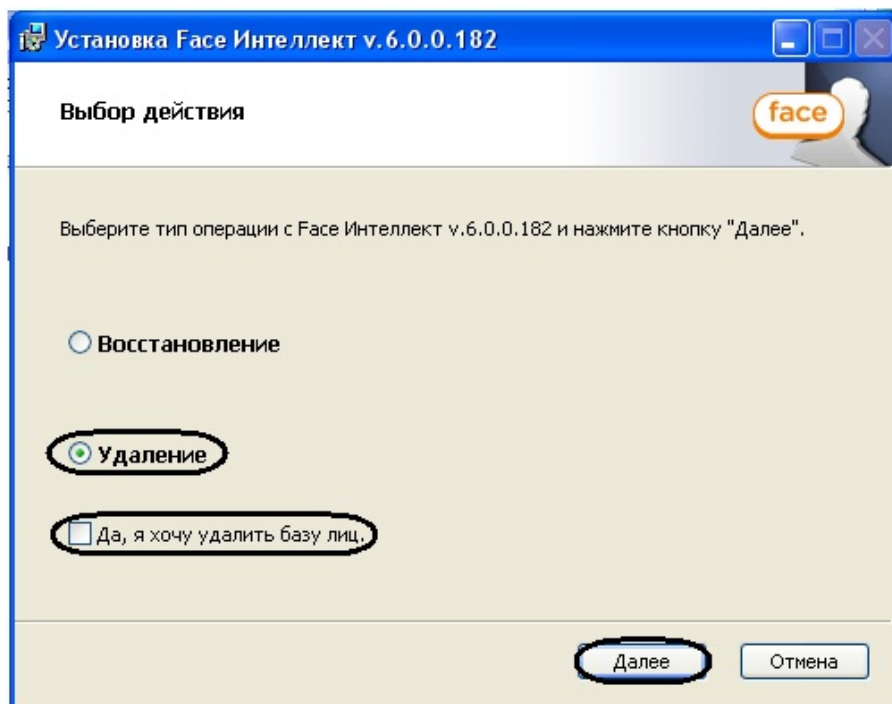 Установка Face Интеллект v.6.0.0.182
Выбор действия
face
Выберите тип операции с Face Интеллект v.6.0.0.182 и нажмите кнопку "Далее".
Восстановление
Удаление
Да, я хочу удалить базу лиц.
Далее
Отмена